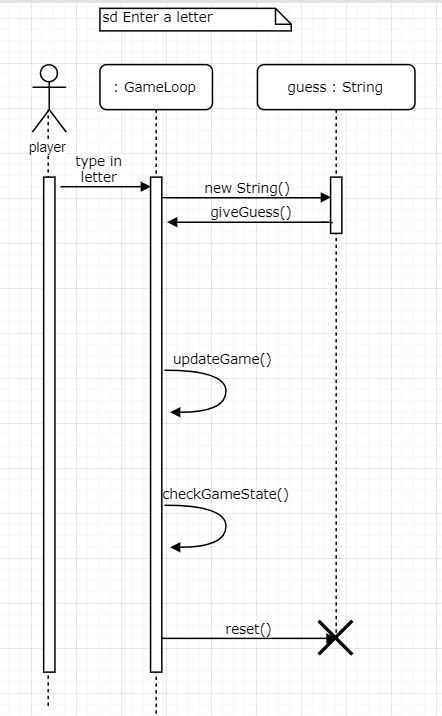 sd Enter a letter
: GameLoop
guess : String
player
type in
letter
new String()
giveGuess()
updateGame()
checkGameState()
reset()